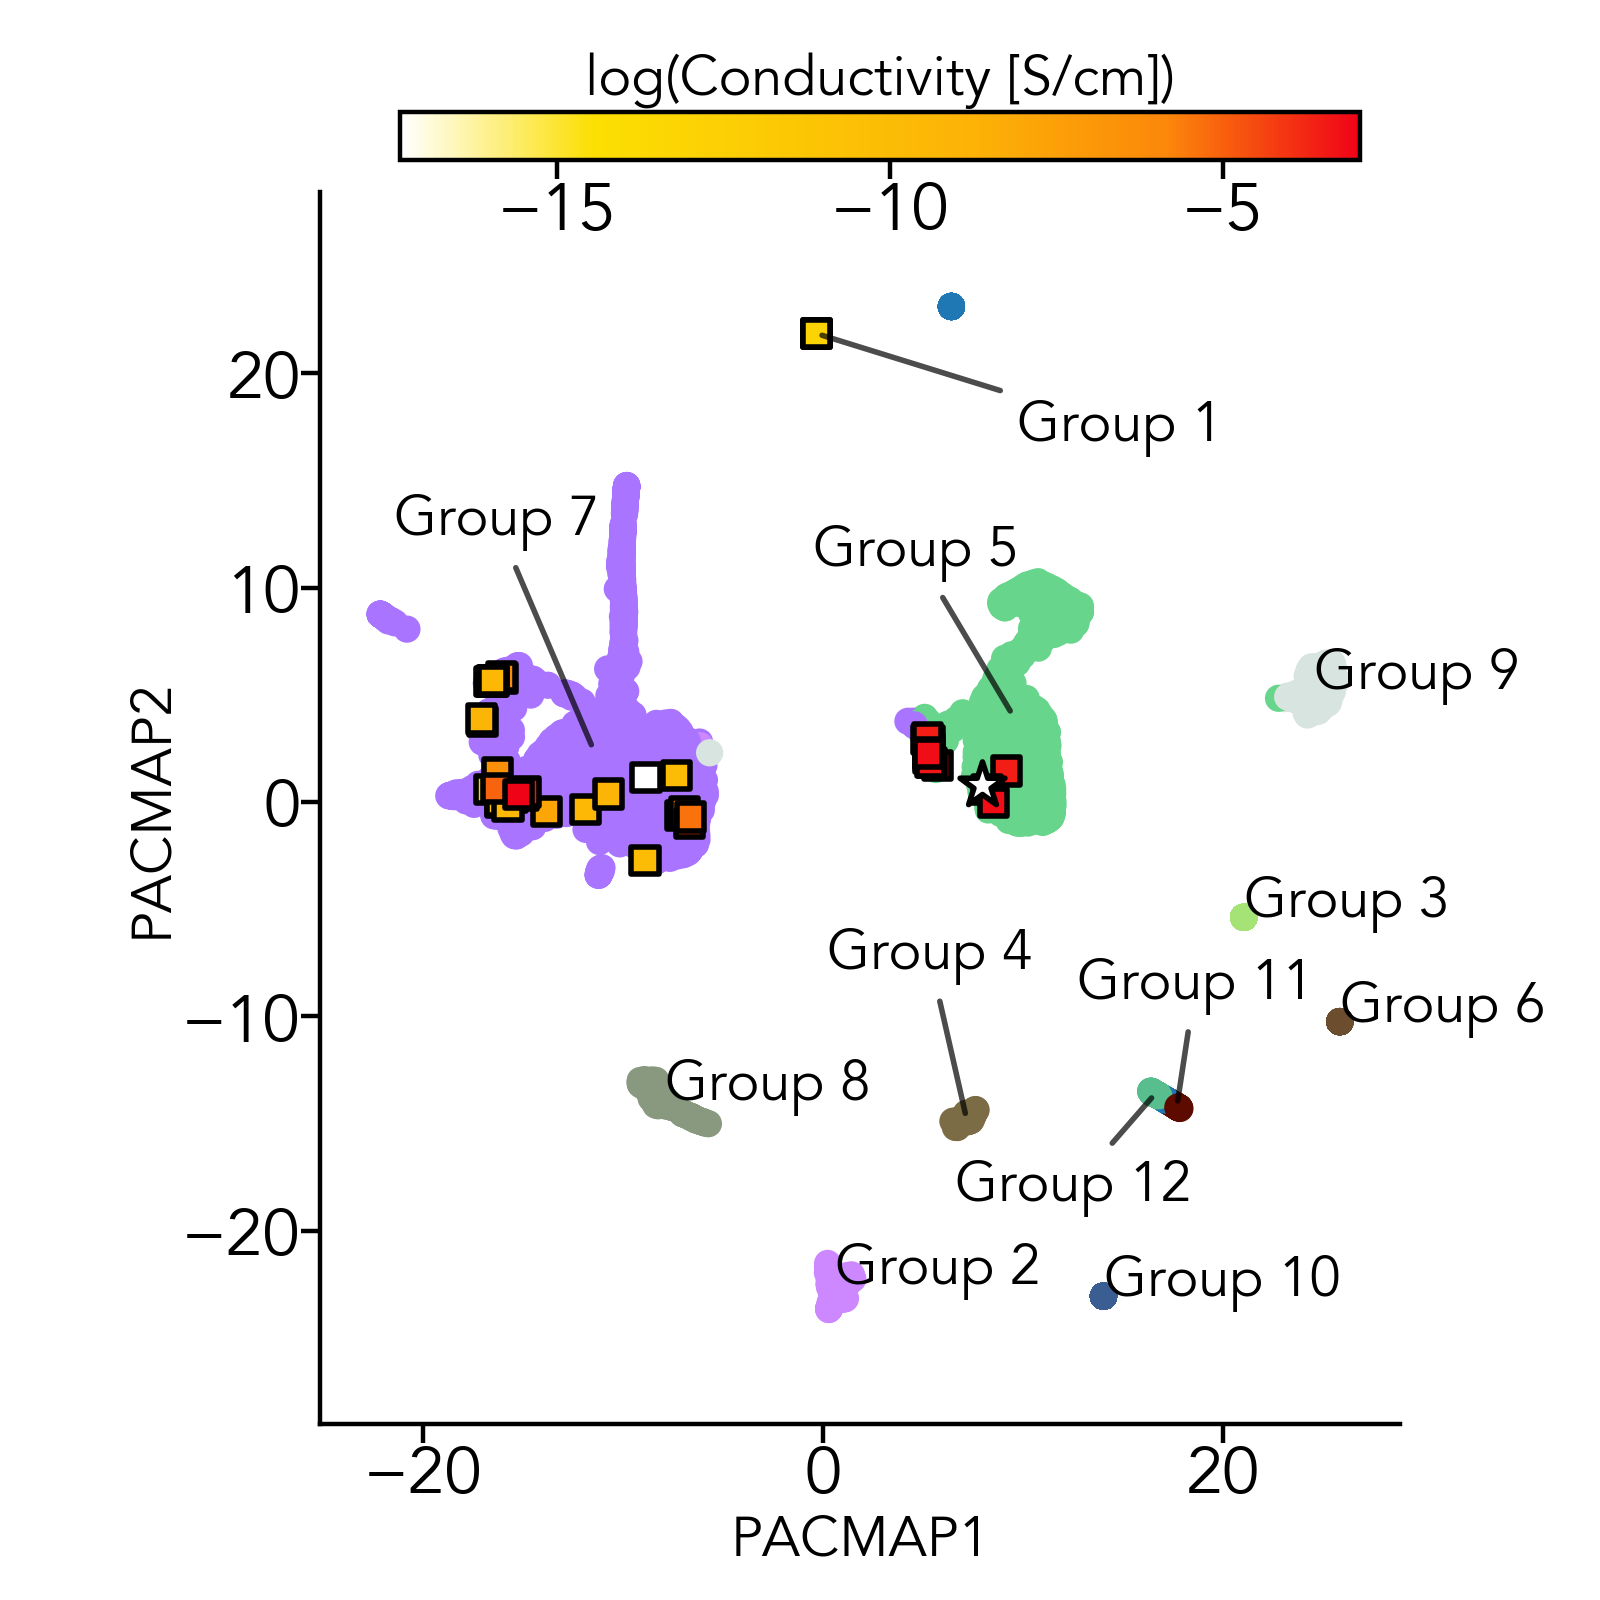 log(Conductivity [S/cm])
−15 −10 −5
20
10
0
−10
−20
PACMAP2
Group 1
Group 7
Group 5
Group 9
Group 3
Group 4
Group 11
Group 6
Group 8
Group 12
Group 2
Group 10
−20 0 20
PACMAP1